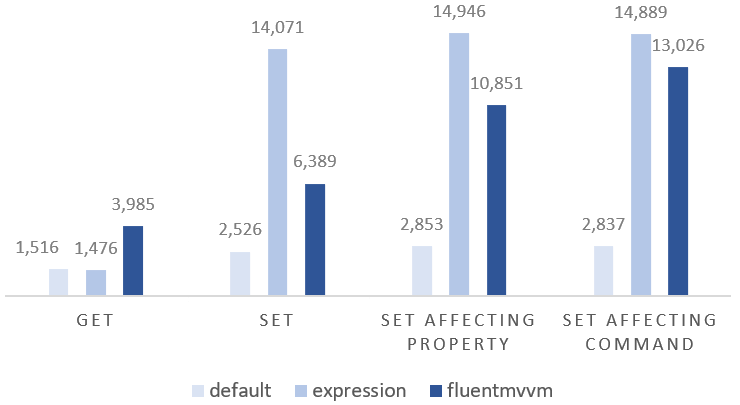 1,516
1,476
3,985
2,526
14,071
6,389
2,853
14,946
10,851
2,837
14,889
13,026
GET
SET
SET AFFECTING
PROPERTY
SET AFFECTING
COMMAND
default
expression
fluentmvvm